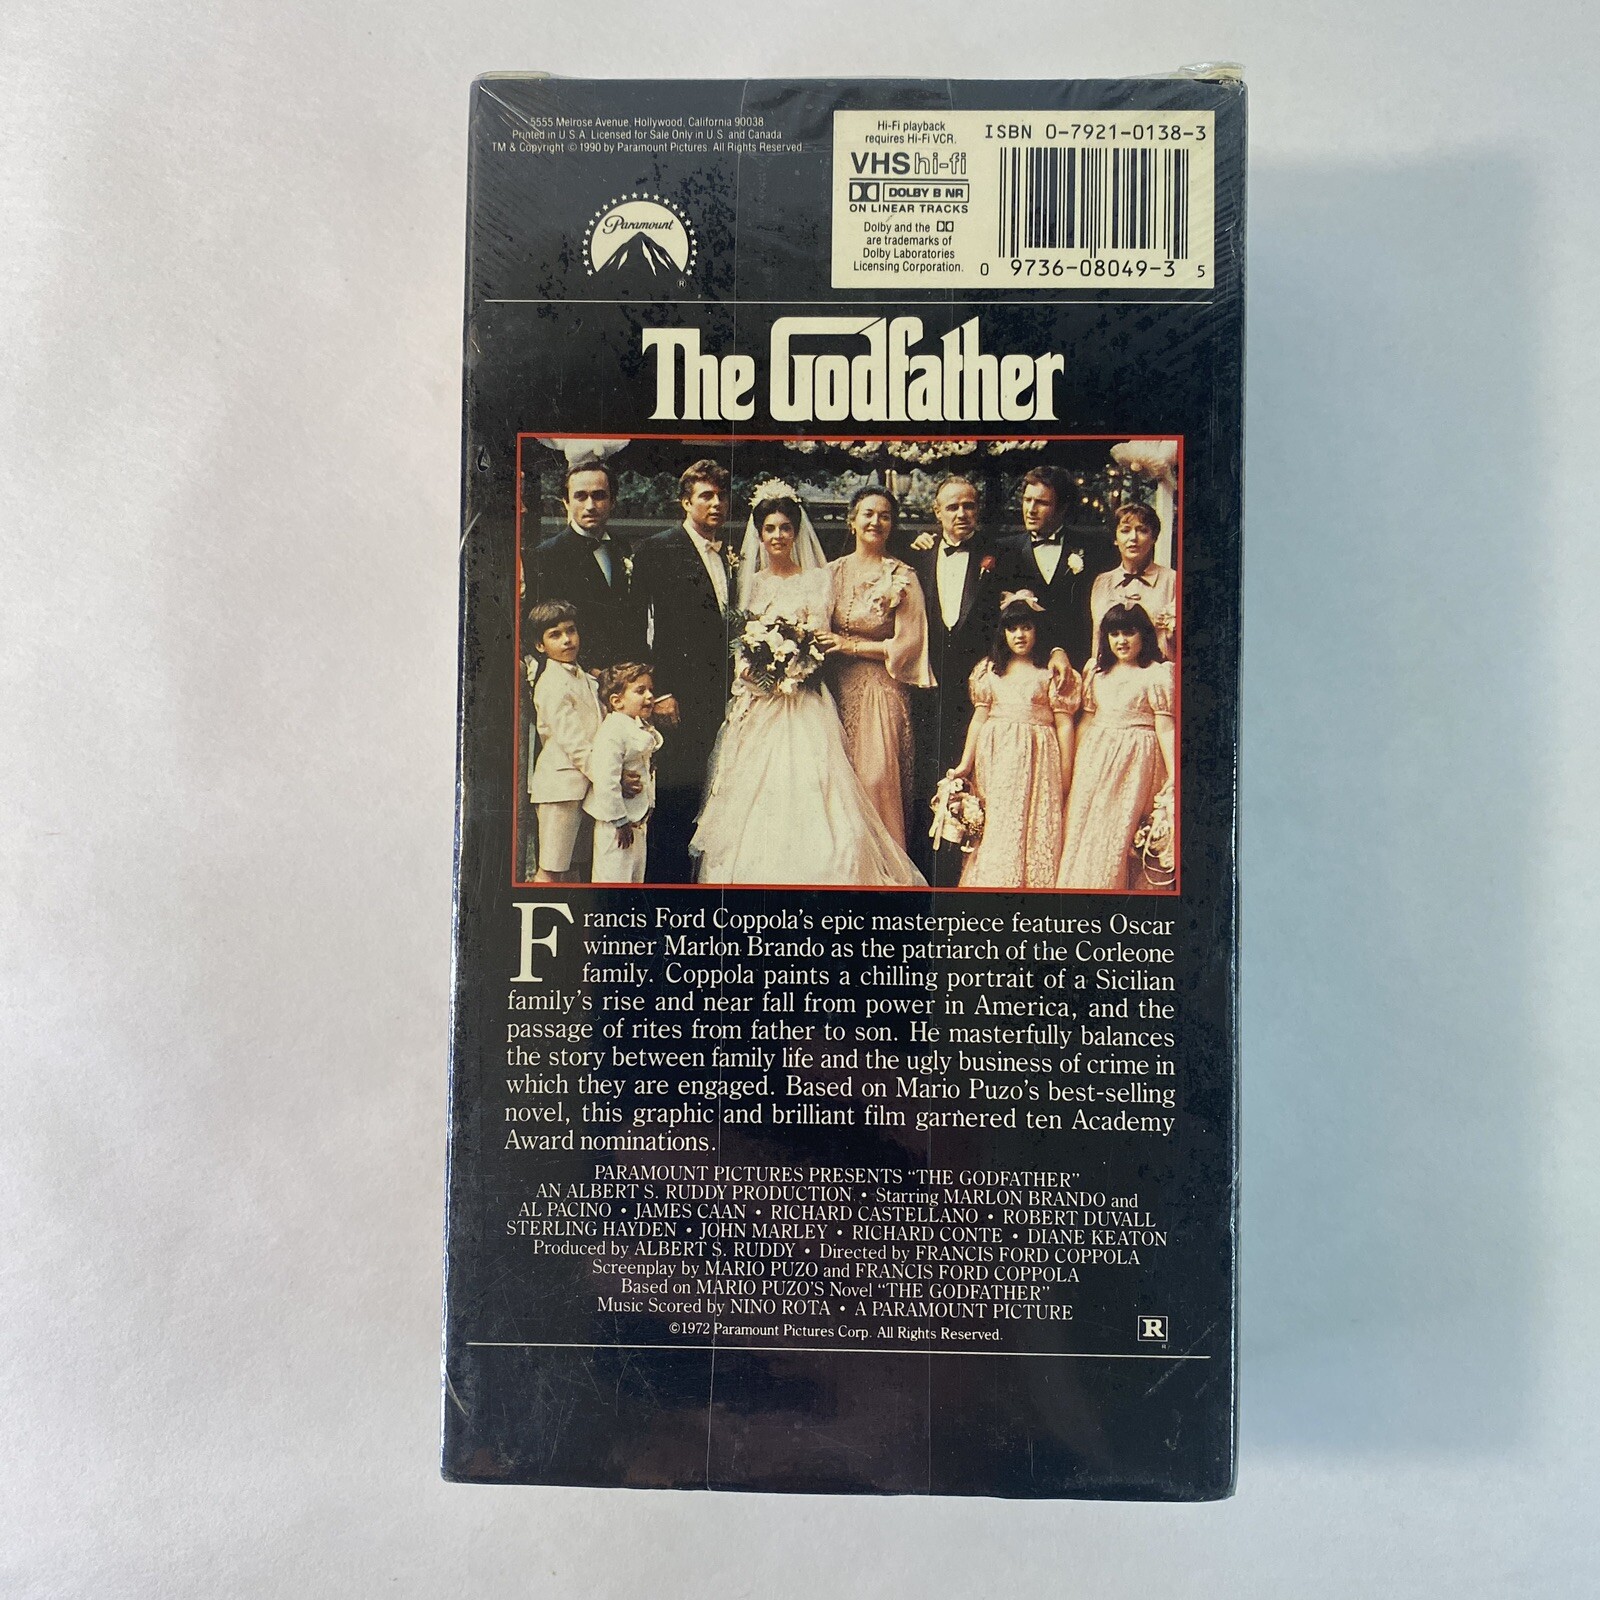 5555 Melrose Avenue, Hollywood, California 90038
Printed in U.S.A. Licensed for Sale Only in U.S. and Canada
TM & Copyright © 1990 by Paramount Pictures. All Rights Reserved.
Paramount
®
Hi-Fi playback
requires Hi-Fi VCR.
VHS hi-fi
DOLBY B NR
ON LINEAR TRACKS
Dolby and the
are trademarks of
Dolby Laboratories
Licensing Corporation.
ISBN 0-7921-0138-3
0 9736-08049-3 5
The Godfather
Francis Ford Coppola's epic masterpiece features Oscar
winner Marlon Brando as the patriarch of the Corleone
family. Coppola paints a chilling portrait of a Sicilian
family's rise and near fall from power in America, and the
passage of rites from father to son. He masterfully balances
the story between family life and the ugly business of crime in
which they are engaged. Based on Mario Puzo's best-selling
novel, this graphic and brilliant film garnered ten Academy
Award nominations.
PARAMOUNT PICTURES PRESENTS “THE GODFATHER”
AN ALBERT S. RUDDY PRODUCTION • Starring MARLON BRANDO and
AL PACINO • JAMES CAAN • RICHARD CASTELLANO • ROBERT DUVALL
STERLING HAYDEN • JOHN MARLEY • RICHARD CONTE • DIANE KEATON
Produced by ALBERT S. RUDDY • Directed by FRANCIS FORD COPPOLA
Screenplay by MARIO PUZO and FRANCIS FORD COPPOLA
Based on MARIO PUZO'S Novel “THE GODFATHER”
Music Scored by NINO ROTA • A PARAMOUNT PICTURE
©1972 Paramount Pictures Corp. All Rights Reserved.
R